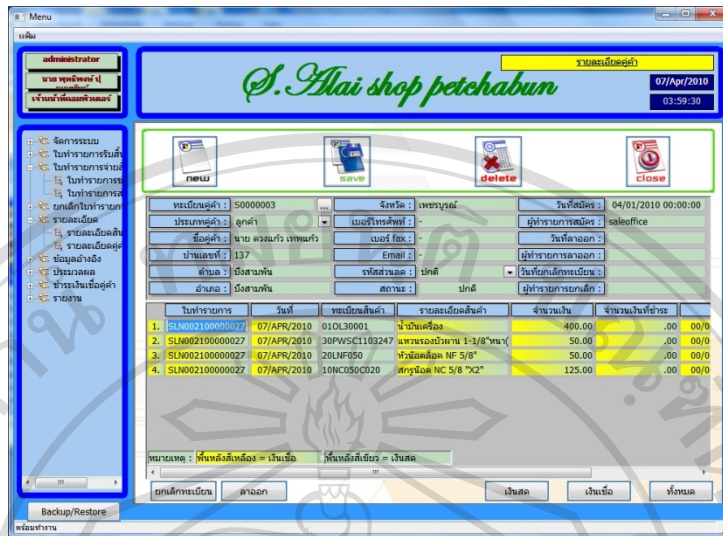 Menu
แฟ้ม
administrator
นาย พุทธิพงษ์
เจ้าหน้าที่คอมพิวเตอร์
S. Alai shop petchabun
รายละเอียดคู่ค้า
07/Apr/2010
03:59:30
จัดการระบบ
ใบทำรายการรับสิ
ใบทำรายการจ่ายสิ
ใบทำรายการข
ใบทำรายการส
ยกเลิกใบทำรายก
รายละเอียด
รายละเอียดสิน
รายละเอียดคู่ค
ข้อมูลอ้างอิง
ประมวลผล
ชำระเงินเชื่อคู่ค้า
รายงาน
new
save
delete
close
ทะเบียนคู่ค้า : S0000003 ... จังหวัด : เพชรบูรณ์ วันที่สมัคร : 04/01/2010 00:00:00
ประเภทคู่ค้า : ลูกค้า เบอร์โทรศัพท์ : - ผู้ทำรายการสมัคร : saleoffice
ชื่อคู่ค้า : นาย ดวงแก้ว เทพแก้ว เบอร์ fax : - วันที่ลาออก :
บ้านเลขที่ : 137 Email : - ผู้ทำรายการลาออก :
ตำบล : บึงสามพัน รหัสส่วนลด : ปกติ วันที่ยกเลิกทะเบียน :
อำเภอ : บึงสามพัน สถานะ : ปกติ ผู้ทำรายการยกเลิก :
ใบทำรายการ วันที่ ทะเบียนสินค้า รายละเอียดสินค้า จำนวนเงิน จำนวนเงินที่ชำระ
1. SLN002100000027 07/APR/2010 01OL30001 น้ำมันเครื่อง 400.00 .00 00/0
2. SLN002100000027 07/APR/2010 30PWSC1103247 แหวนรองบัวผาน 1-1/8"หนา( 50.00 .00 00/0
3. SLN002100000027 07/APR/2010 20LNF050 หัวน๊อตล็อค NF 5/8" 50.00 .00 00/0
4. SLN002100000027 07/APR/2010 10NC050C020 สกรูน๊อต NC 5/8 "X2" 125.00 .00 00/0
หมายเหตุ : พื้นหลังสีเหลือง = เงินเชื่อ พื้นหลังสีเขียว = เงินสด
ยกเลิกทะเบียน ลาออก เงินสด เงินเชื่อ ทั้งหมด
Backup/Restore
พร้อมทำงาน